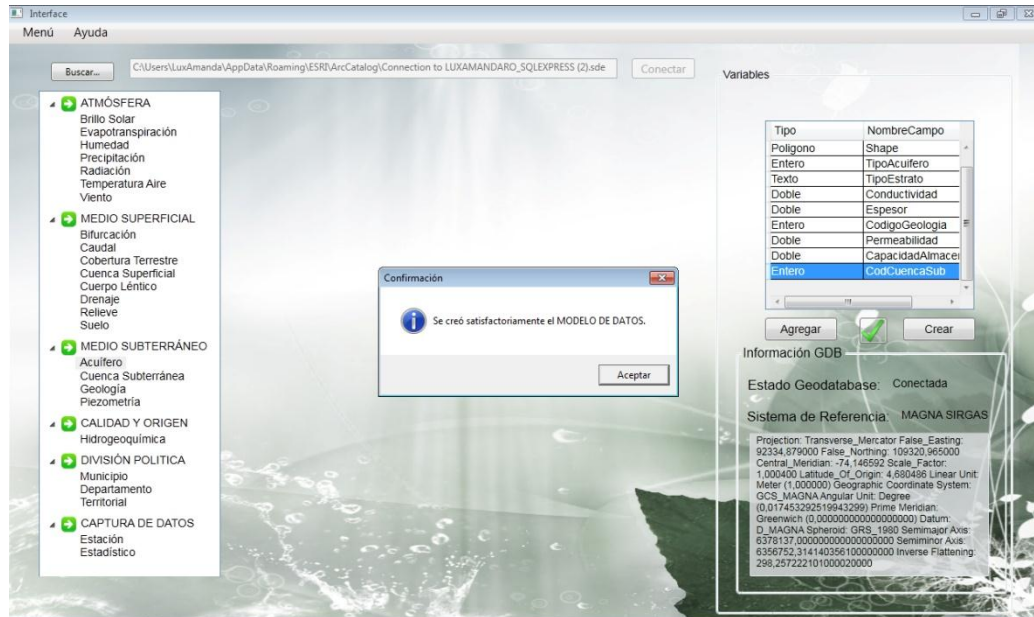 Interface
Menú Ayuda
Buscar...
C:\Users\LuxAmanda\AppData\Roaming\ESRI\ArcCatalog\Connection to LUXAMANDARO_SQLEXPRESS (2).sde
Conectar
ATMÓSFERA
Brillo Solar
Evapotranspiración
Humedad
Precipitación
Radiación
Temperatura Aire
Viento
MEDIO SUPERFICIAL
Bifurcación
Caudal
Cobertura Terrestre
Cuenca Superficial
Cuerpo Léntico
Drenaje
Relieve
Suelo
MEDIO SUBTERRÁNEO
Acuífero
Cuenca Subterránea
Geología
Piezometría
CALIDAD Y ORIGEN
Hidrogeoquímica
DIVISIÓN POLITICA
Municipio
Departamento
Territorial
CAPTURA DE DATOS
Estación
Estadístico
Confirmación
Se creó satisfactoriamente el MODELO DE DATOS.
Aceptar
Variables
Tipo NombreCampo
Poligono Shape
Entero TipoAcuifero
Texto TipoEstrato
Doble Conductividad
Doble Espesor
Entero CodigoGeologia
Doble Permeabilidad
Doble CapacidadAlmacei
Entero CodCuencaSub
Agregar Crear
Información GDB
Estado Geodatabase: Conectada
Sistema de Referencia: MAGNA SIRGAS
Projection: Transverse_Mercator False_Easting:
92334,879000 False_Northing: 109320,965000
Central_Meridian: -74,146592 Scale_Factor:
1,000400 Latitude_Of_Origin: 4,680486 Linear Unit:
Meter (1,000000) Geographic Coordinate System:
GCS_MAGNA Angular Unit: Degree
(0,017453292519943299) Prime Meridian:
Greenwich (0,000000000000000000) Datum:
D_MAGNA Spheroid: GRS_1980 Semimajor Axis:
6378137,000000000000000000 Semiminor Axis:
6356752,314140356100000000 Inverse Flattening:
298,257222101000020000